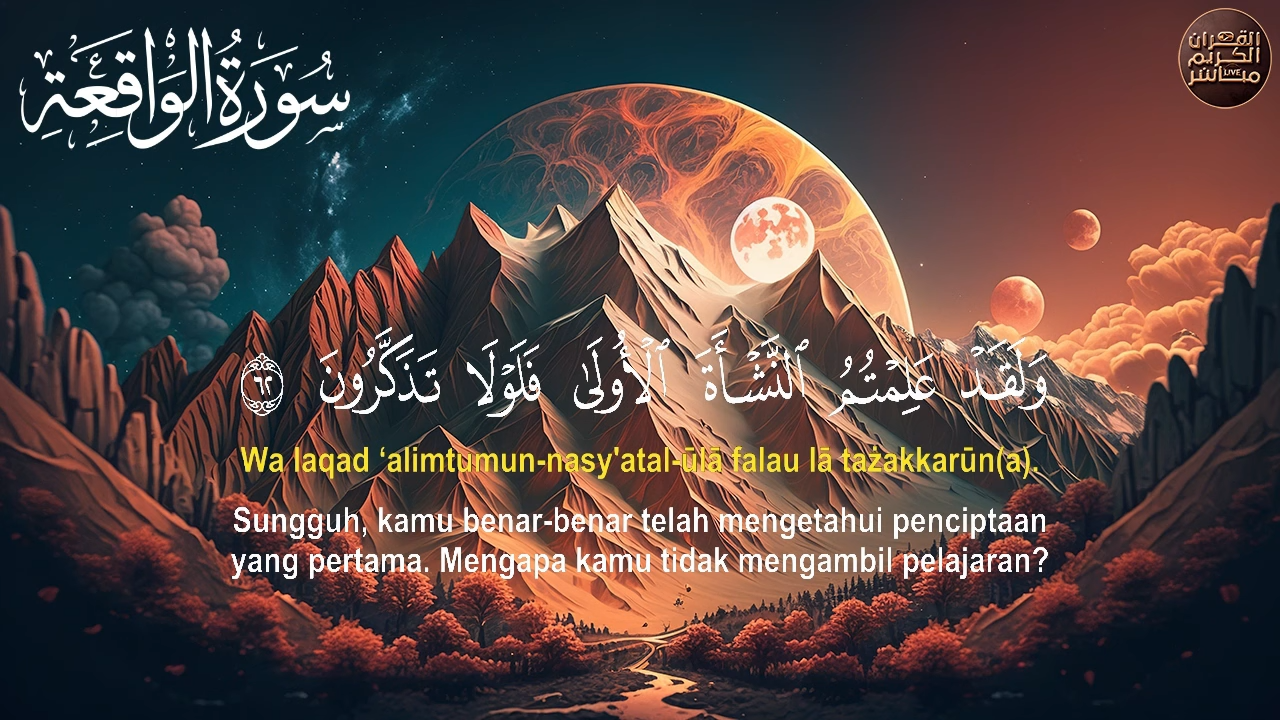 سُورَةُ الْوَاقِعَةِ
القرآن
الكريم
LIVE
مباشر
وَلَقَدْ عَلِمْتُمُ ٱلنَّشْأَةَ ٱلْأُولَىٰ فَلَوْلَا تَذَكَّرُونَ ٦٢
Wa laqad ‘alimtumun-nasy'atal-ūlā falau lā tażakkarūn(a).
Sungguh, kamu benar-benar telah mengetahui penciptaan
yang pertama. Mengapa kamu tidak mengambil pelajaran?